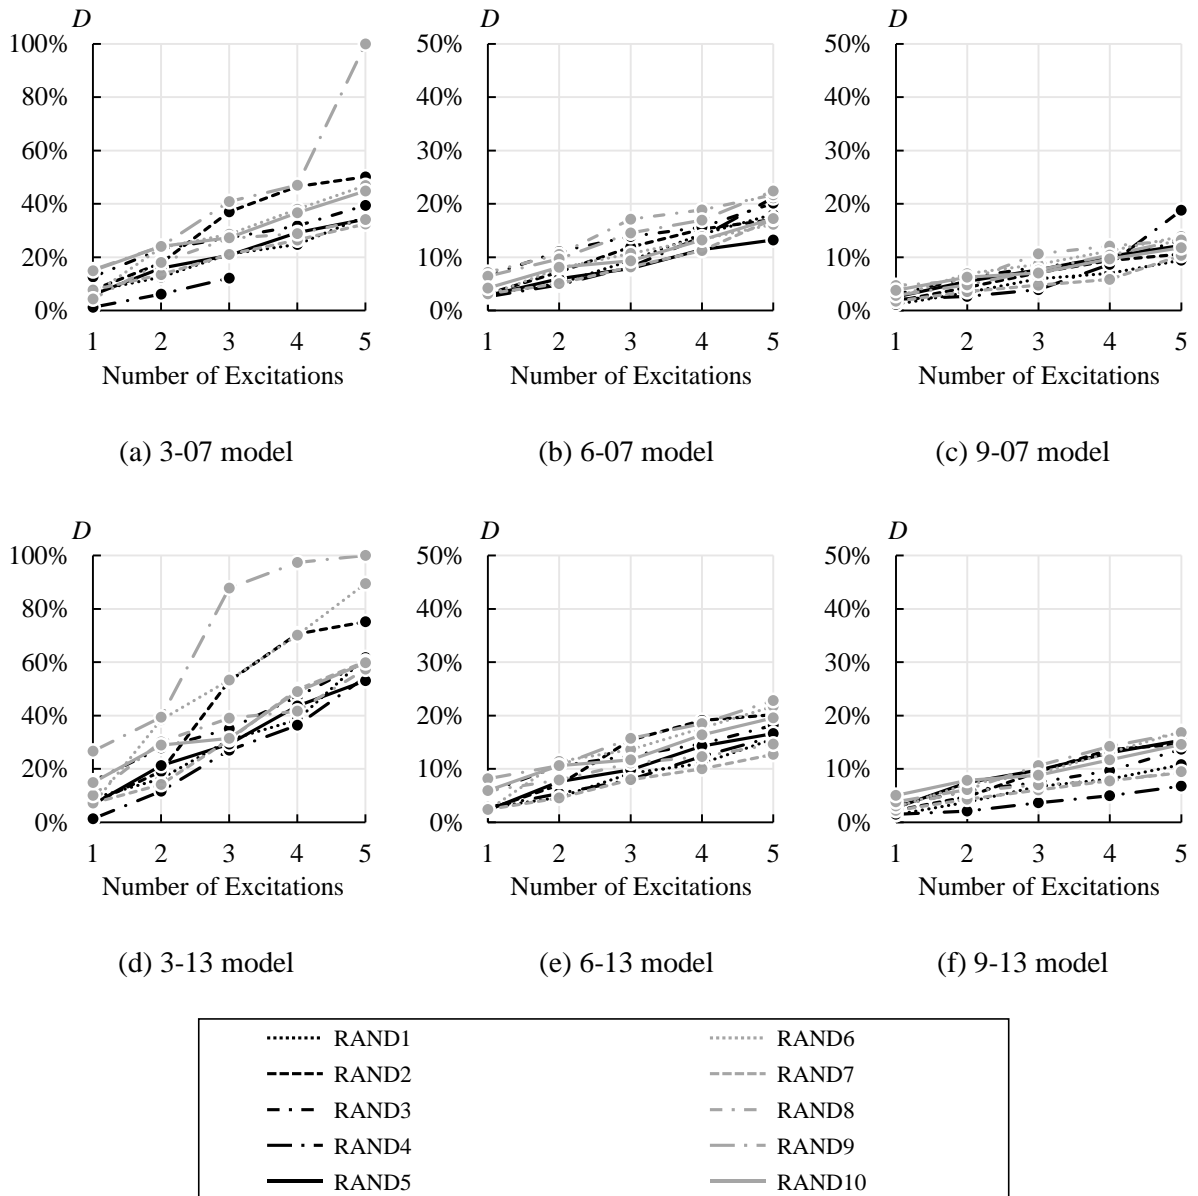 D D D
100% 50% 50%
80% 40% 40%
60% 30% 30%
40% 20% 20%
20% 10% 10%
0% 0% 0%
1 2 3 4 5 1 2 3 4 5 1 2 3 4 5
Number of Excitations Number of Excitations Number of Excitations
(a) 3-07 model (b) 6-07 model (c) 9-07 model
D D D
100% 50% 50%
80% 40% 40%
60% 30% 30%
40% 20% 20%
20% 10% 10%
0% 0% 0%
1 2 3 4 5 1 2 3 4 5 1 2 3 4 5
Number of Excitations Number of Excitations Number of Excitations
(d) 3-13 model (e) 6-13 model (f) 9-13 model
RAND1 RAND6
RAND2 RAND7
RAND3 RAND8
RAND4 RAND9
RAND5 RAND10